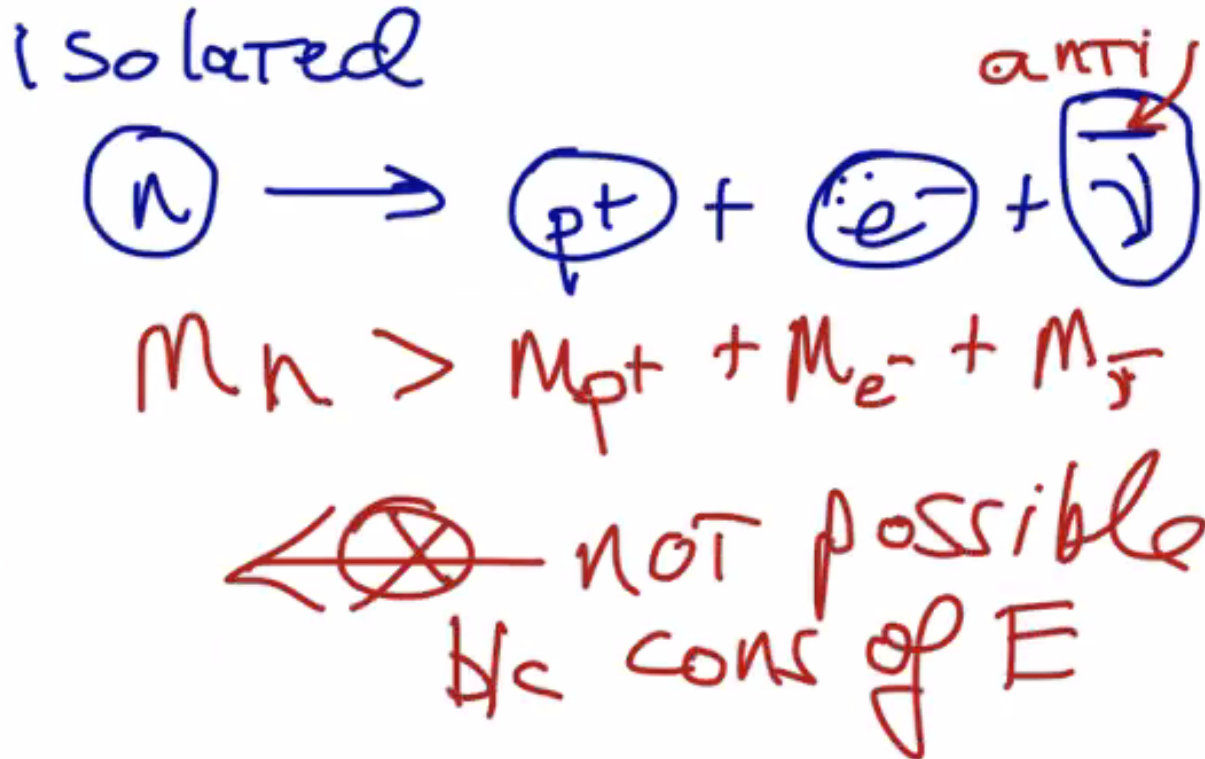 isolated
anti
n → p+ + e- + ν̄
Mn > Mp+ + Me- + Mν̄
not possible
b/c cons of E